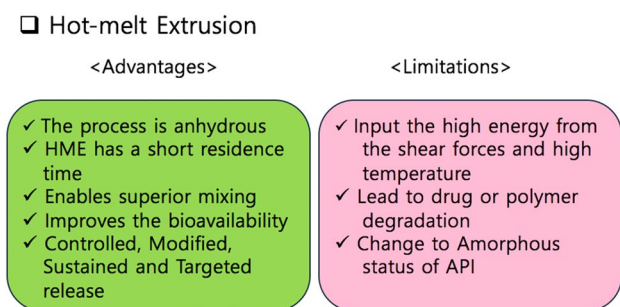 ❑ Hot-melt Extrusion
<Advantages>
✓ The process is anhydrous
✓ HME has a short residence
time
✓ Enables superior mixing
✓ Improves the bioavailability
✓ Controlled, Modified,
Sustained and Targeted
release
<Limitations>
✓ Input the high energy from
the shear forces and high
temperature
✓ Lead to drug or polymer
degradation
✓ Change to Amorphous
status of API